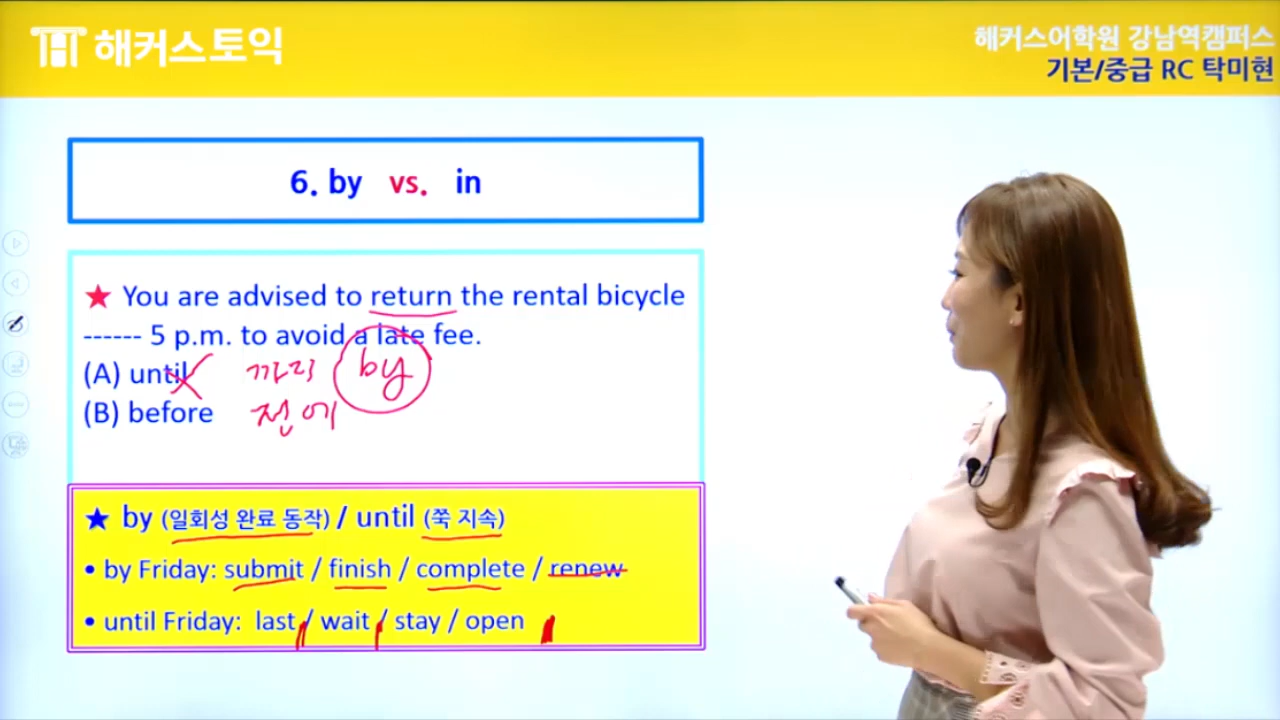 해커스토익
해커스어학원 강남역캠퍼스
기본/중급 RC 탁미현
6. by vs. in
★ You are advised to return the rental bicycle
------ 5 p.m. to avoid a late fee.
(A) until 까지 by
(B) before 전에
★ by (일회성 완료 동작) / until (쭉 지속)
• by Friday: submit / finish / complete / renew
• until Friday: last / wait / stay / open